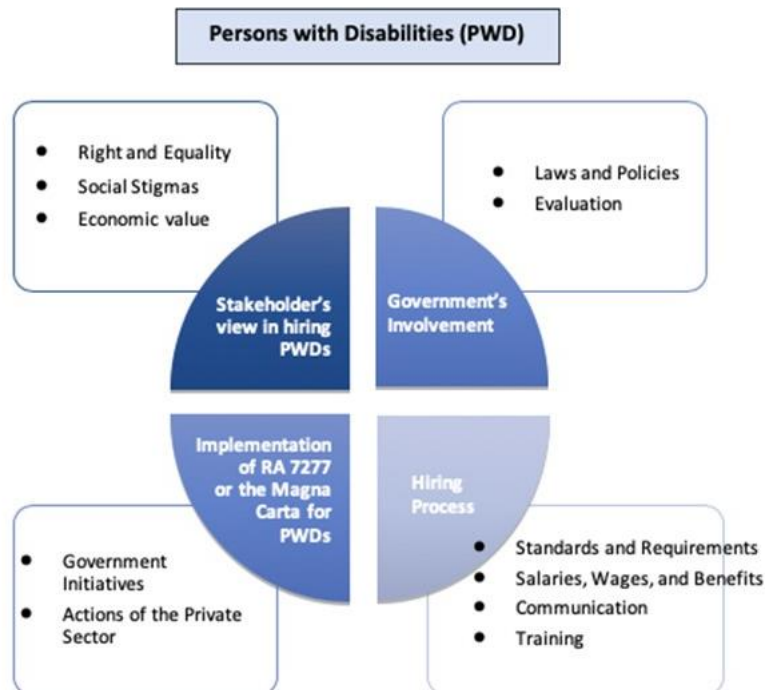 Persons with Disabilities (PWD)
● Right and Equality
● Social Stigmas
● Economic value
● Laws and Policies
● Evaluation
Stakeholder's
view in hiring
PWDs
Government's
Involvement
Implementation
of RA 7277
or the Magna
Carta for
PWDs
Hiring
Process
● Government
Initiatives
● Actions of the Private
Sector
● Standards and Requirements
● Salaries, Wages, and Benefits
● Communication
● Training